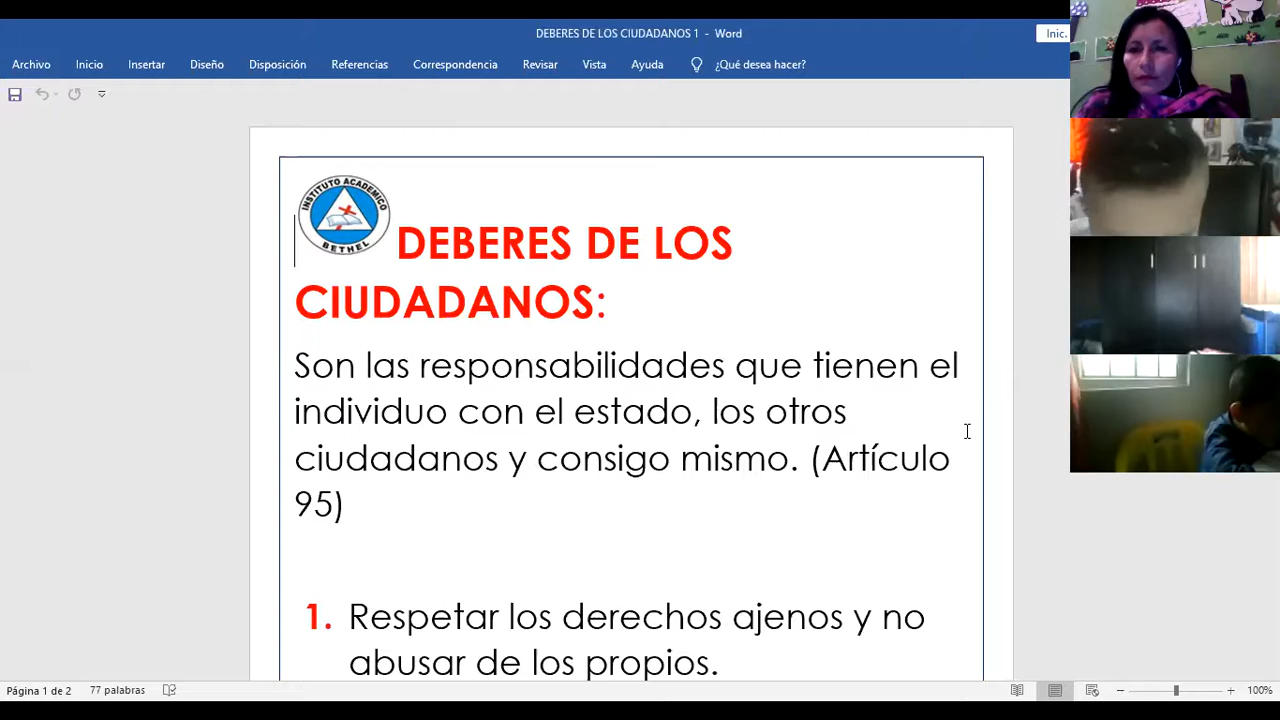 DEBERES DE LOS CIUDADANOS 1 - Word
Inic.
Archivo Inicio Insertar Diseño Disposición Referencias Correspondencia Revisar Vista Ayuda ¿Qué desea hacer?
INSTITUTO ACADEMICO
BETHEL
DEBERES DE LOS
CIUDADANOS:
Son las responsabilidades que tienen el
individuo con el estado, los otros
ciudadanos y consigo mismo. (Artículo
95)
1. Respetar los derechos ajenos y no
abusar de los propios.
Página 1 de 2 77 palabras 100%